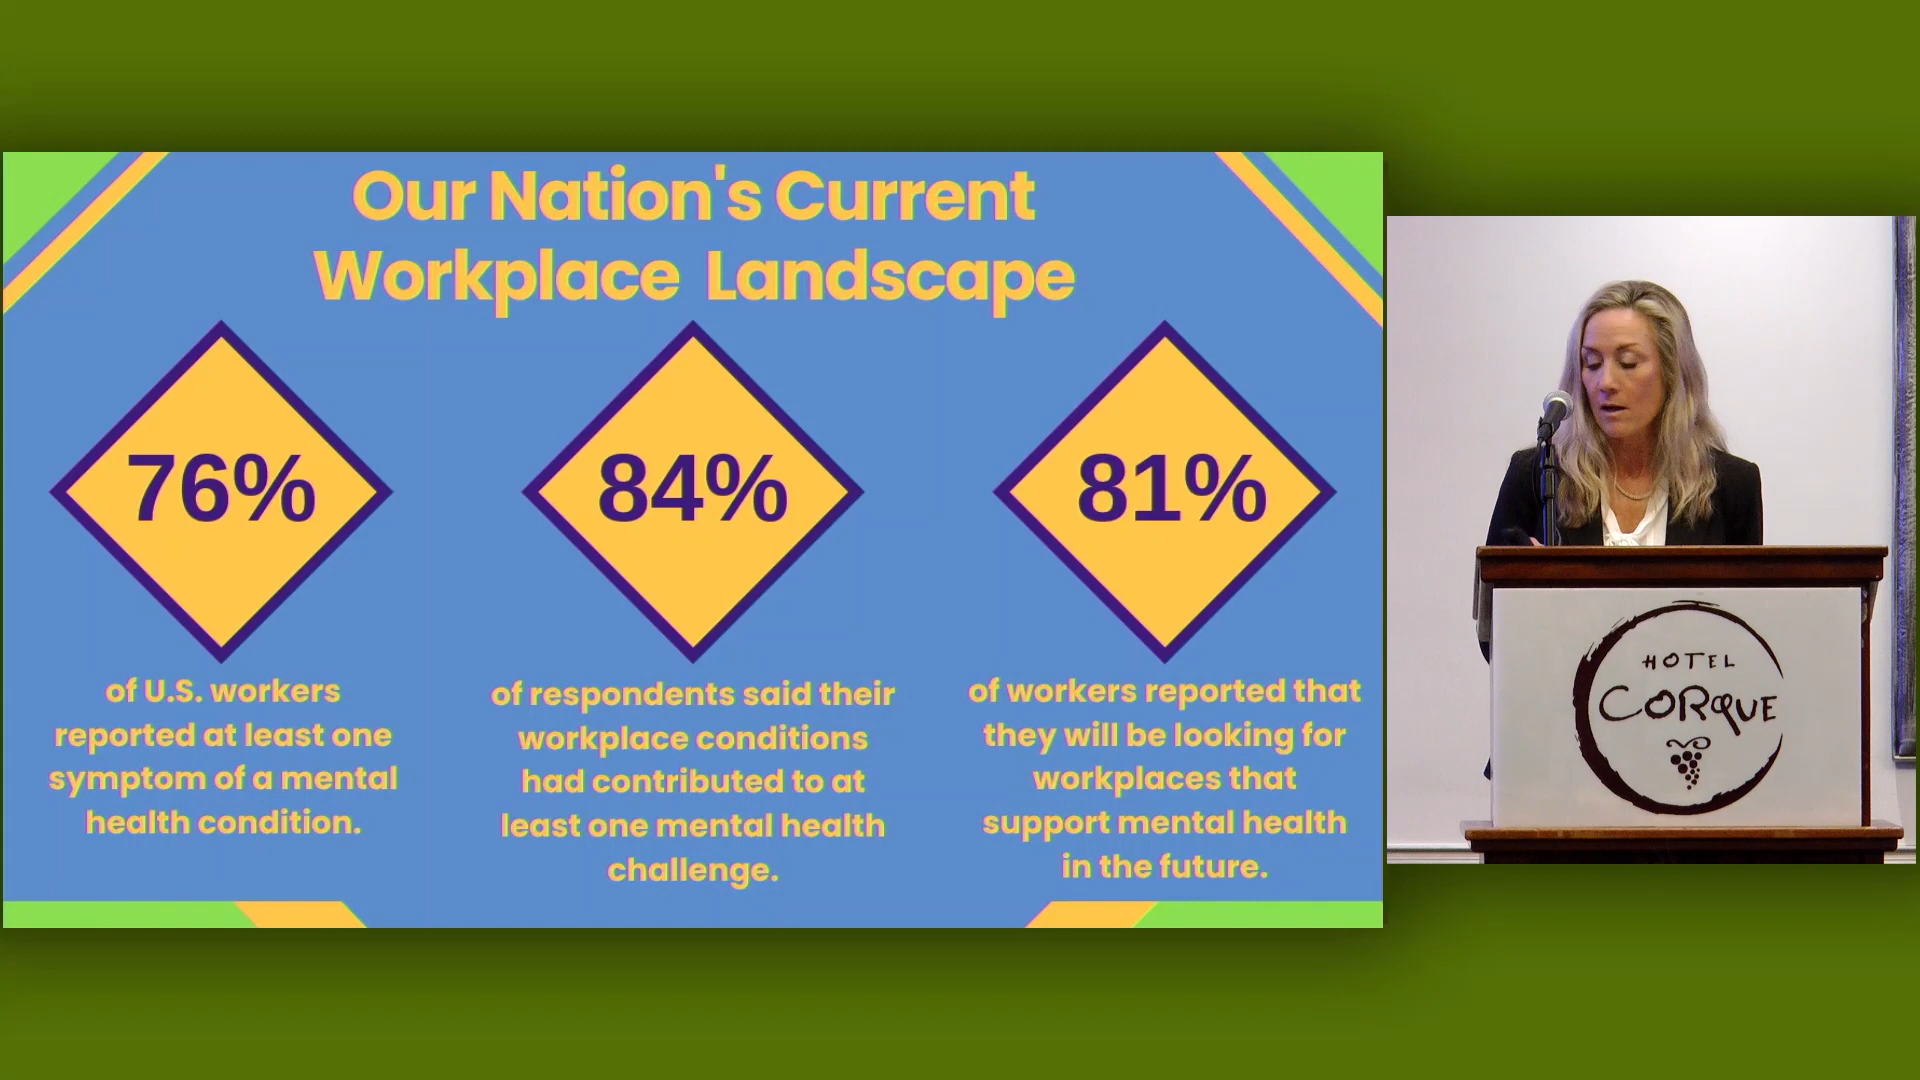 Our Nation's Current
Workplace Landscape
76%
of U.S. workers
reported at least one
symptom of a mental
health condition.
84%
of respondents said their
workplace conditions
had contributed to at
least one mental health
challenge.
81%
of workers reported that
they will be looking for
workplaces that
support mental health
in the future.
HOTEL
CORQUE